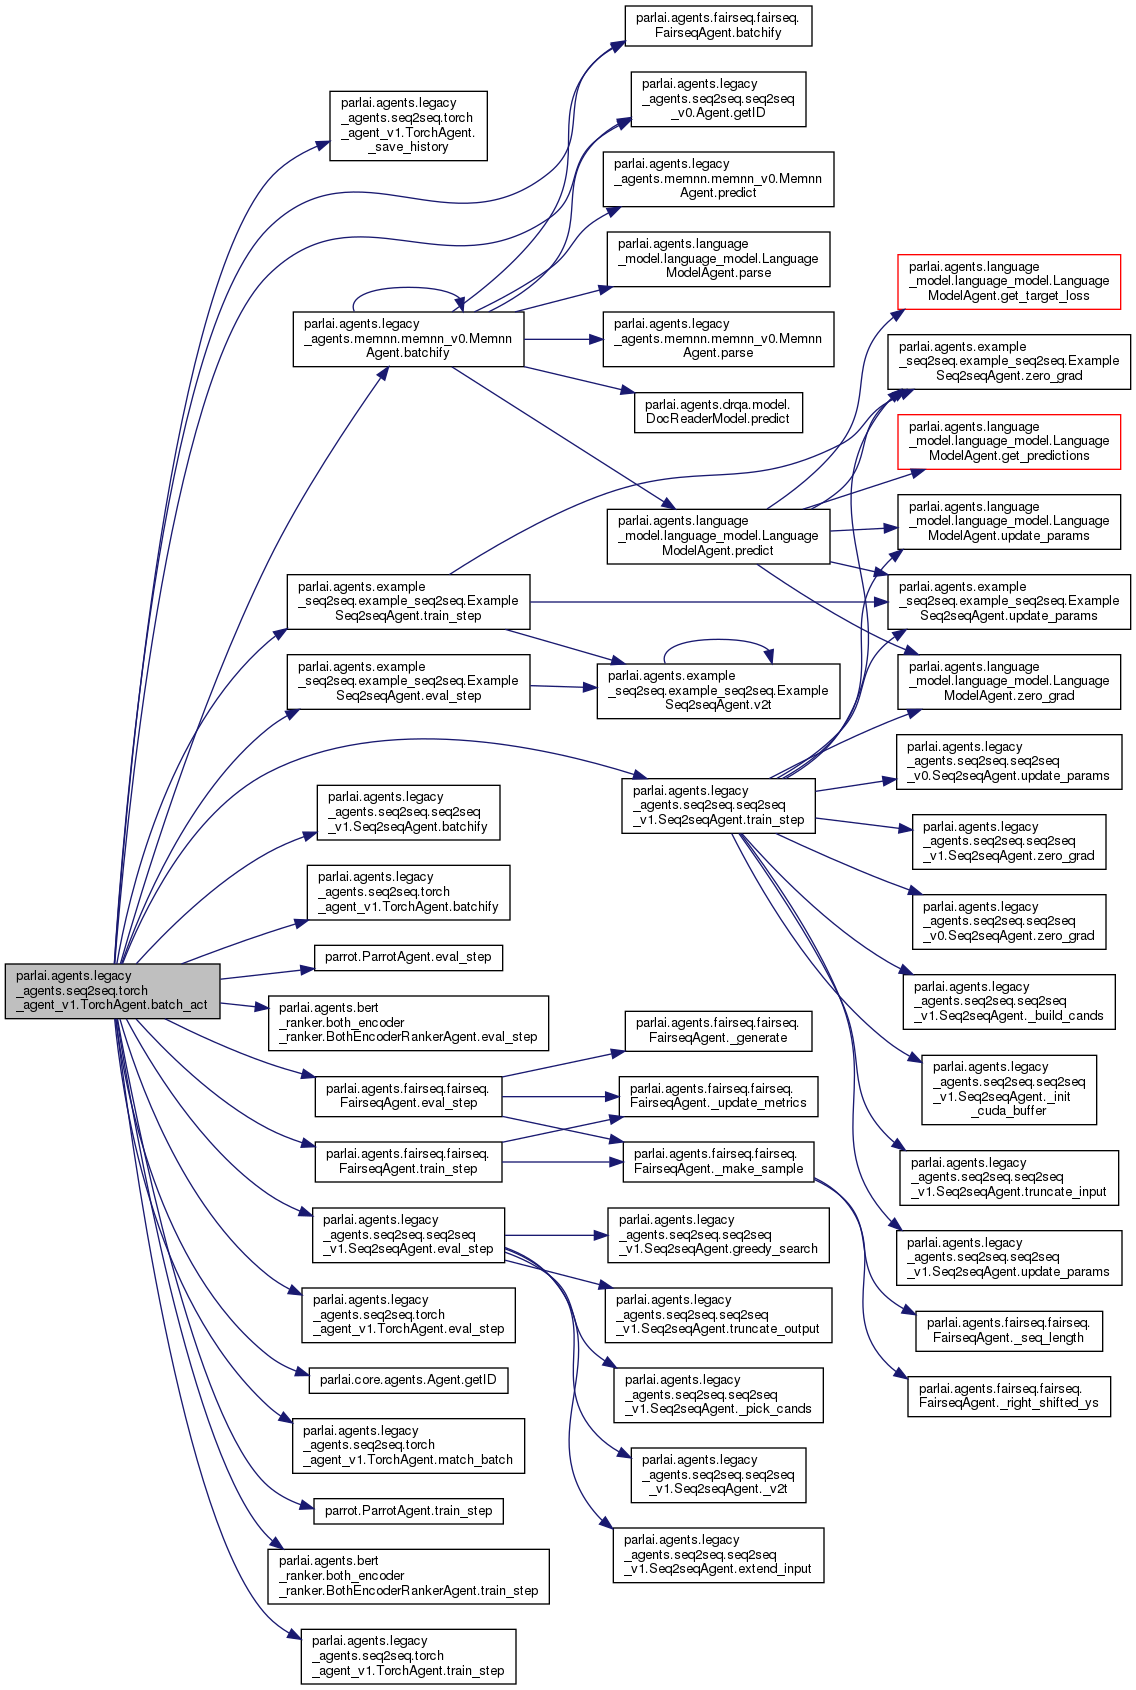 parlai.agents.fairseq.fairseq.
FairseqAgent.batchify
parlai.agents.legacy
_agents.seq2seq.seq2seq
_v0.Agent.getID
parlai.agents.legacy
_agents.seq2seq.torch
_agent_v1.TorchAgent.
_save_history
parlai.agents.legacy
_agents.memnn.memnn_v0.Memnn
Agent.predict
parlai.agents.language
_model.language_model.Language
ModelAgent.parse
parlai.agents.language
_model.language_model.Language
ModelAgent.get_target_loss
parlai.agents.legacy
_agents.memnn.memnn_v0.Memnn
Agent.batchify
parlai.agents.legacy
_agents.memnn.memnn_v0.Memnn
Agent.parse
parlai.agents.example
_seq2seq.example_seq2seq.Example
Seq2seqAgent.zero_grad
parlai.agents.drqa.model.
DocReaderModel.predict
parlai.agents.language
_model.language_model.Language
ModelAgent.get_predictions
parlai.agents.language
_model.language_model.Language
ModelAgent.predict
parlai.agents.language
_model.language_model.Language
ModelAgent.update_params
parlai.agents.example
_seq2seq.example_seq2seq.Example
Seq2seqAgent.train_step
parlai.agents.example
_seq2seq.example_seq2seq.Example
Seq2seqAgent.update_params
parlai.agents.example
_seq2seq.example_seq2seq.Example
Seq2seqAgent.eval_step
parlai.agents.example
_seq2seq.example_seq2seq.Example
Seq2seqAgent.v2t
parlai.agents.language
_model.language_model.Language
ModelAgent.zero_grad
parlai.agents.legacy
_agents.seq2seq.seq2seq
_v0.Seq2seqAgent.update_params
parlai.agents.legacy
_agents.seq2seq.seq2seq
_v1.Seq2seqAgent.batchify
parlai.agents.legacy
_agents.seq2seq.seq2seq
_v1.Seq2seqAgent.train_step
parlai.agents.legacy
_agents.seq2seq.seq2seq
_v1.Seq2seqAgent.zero_grad
parlai.agents.legacy
_agents.seq2seq.torch
_agent_v1.TorchAgent.batchify
parlai.agents.legacy
_agents.seq2seq.seq2seq
_v0.Seq2seqAgent.zero_grad
parrot.ParrotAgent.eval_step
parlai.agents.legacy
_agents.seq2seq.torch
_agent_v1.TorchAgent.batch_act
parlai.agents.legacy
_agents.seq2seq.seq2seq
_v1.Seq2seqAgent._build_cands
parlai.agents.bert
_ranker.both_encoder
_ranker.BothEncoderRankerAgent.eval_step
parlai.agents.fairseq.fairseq.
FairseqAgent._generate
parlai.agents.legacy
_agents.seq2seq.seq2seq
_v1.Seq2seqAgent._init
_cuda_buffer
parlai.agents.fairseq.fairseq.
FairseqAgent.eval_step
parlai.agents.fairseq.fairseq.
FairseqAgent._update_metrics
parlai.agents.fairseq.fairseq.
FairseqAgent.train_step
parlai.agents.fairseq.fairseq.
FairseqAgent._make_sample
parlai.agents.legacy
_agents.seq2seq.seq2seq
_v1.Seq2seqAgent.truncate_input
parlai.agents.legacy
_agents.seq2seq.seq2seq
_v1.Seq2seqAgent.eval_step
parlai.agents.legacy
_agents.seq2seq.seq2seq
_v1.Seq2seqAgent.greedy_search
parlai.agents.legacy
_agents.seq2seq.seq2seq
_v1.Seq2seqAgent.update_params
parlai.agents.legacy
_agents.seq2seq.torch
_agent_v1.TorchAgent.eval_step
parlai.agents.legacy
_agents.seq2seq.seq2seq
_v1.Seq2seqAgent.truncate_output
parlai.agents.fairseq.fairseq.
FairseqAgent._seq_length
parlai.core.agents.Agent.getID
parlai.agents.legacy
_agents.seq2seq.seq2seq
_v1.Seq2seqAgent._pick_cands
parlai.agents.fairseq.fairseq.
FairseqAgent._right_shifted_ys
parlai.agents.legacy
_agents.seq2seq.torch
_agent_v1.TorchAgent.match_batch
parlai.agents.legacy
_agents.seq2seq.seq2seq
_v1.Seq2seqAgent._v2t
parrot.ParrotAgent.train_step
parlai.agents.legacy
_agents.seq2seq.seq2seq
_v1.Seq2seqAgent.extend_input
parlai.agents.bert
_ranker.both_encoder
_ranker.BothEncoderRankerAgent.train_step
parlai.agents.legacy
_agents.seq2seq.torch
_agent_v1.TorchAgent.train_step